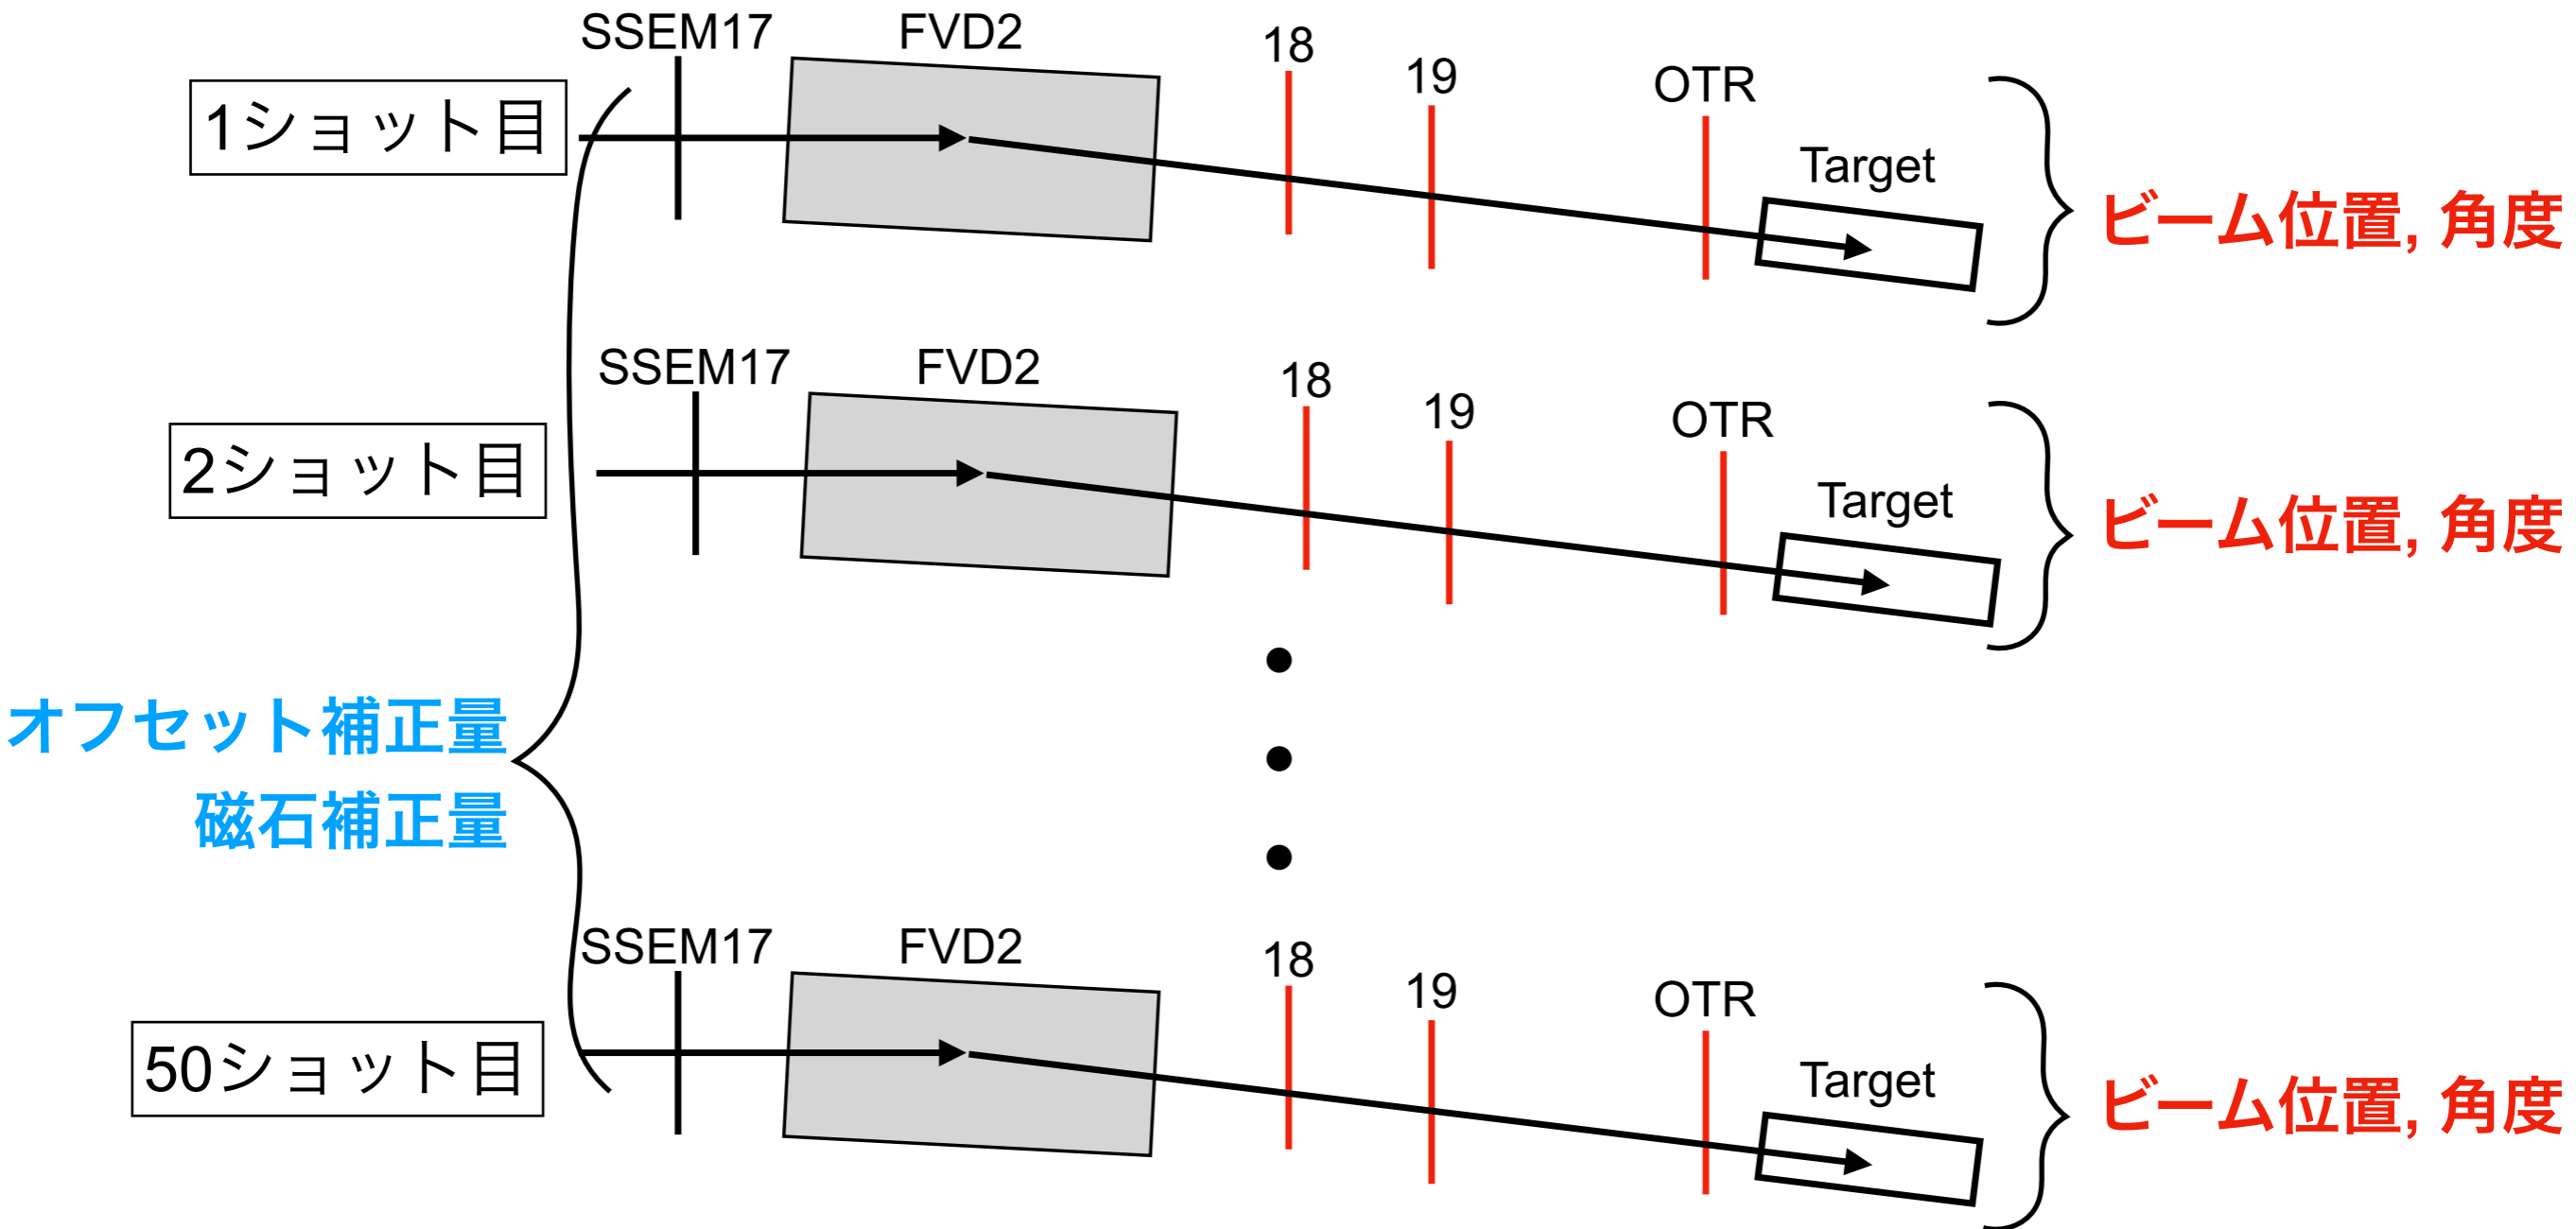 SSEM17 FVD2 18 19 OTR
1ショット目
Target
ビーム位置, 角度
SSEM17 FVD2 18 19 OTR
2ショット目
Target
ビーム位置, 角度
オフセット補正量
磁石補正量
SSEM17 FVD2 18 19 OTR
50ショット目
Target
ビーム位置, 角度